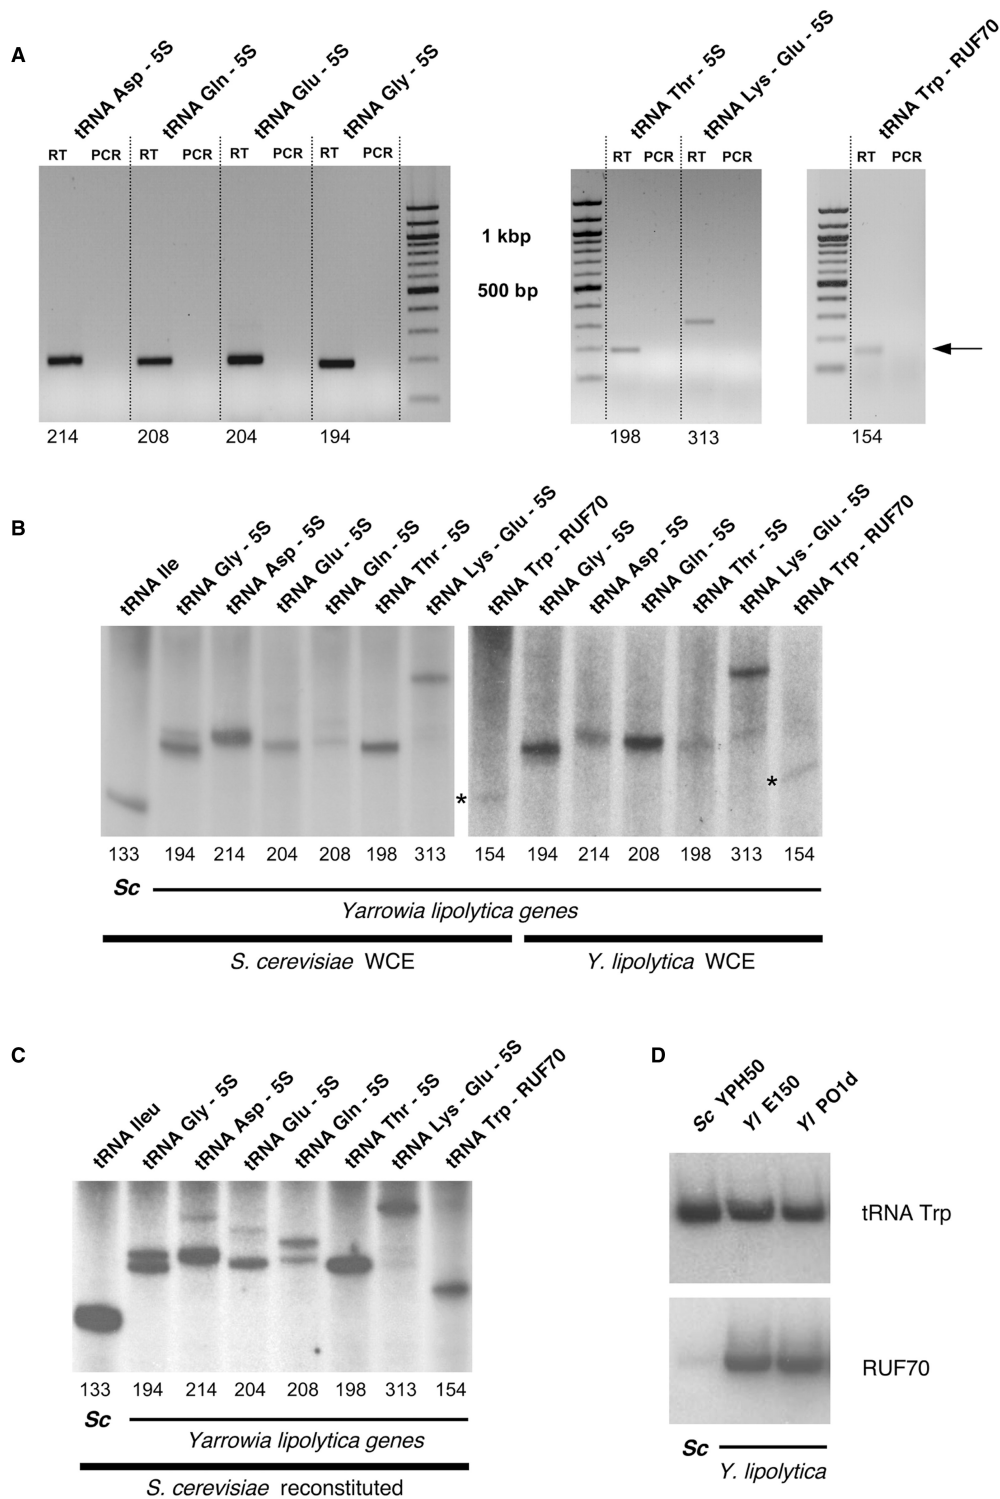 A
tRNA Asp - 5S
tRNA Gln - 5S
tRNA Glu - 5S
tRNA Gly - 5S
tRNA Thr - 5S
tRNA Lys - Glu - 5S
tRNA Trp - RUF70
RT PCR RT PCR RT PCR RT PCR RT PCR RT PCR RT PCR
1 kbp
500 bp
214 208 204 194 198 313 154
B
tRNA Ile
tRNA Gly - 5S
tRNA Asp - 5S
tRNA Glu - 5S
tRNA Gln - 5S
tRNA Thr - 5S
tRNA Lys - Glu - 5S
tRNA Trp - RUF70
tRNA Gly - 5S
tRNA Asp - 5S
tRNA Gln - 5S
tRNA Thr - 5S
tRNA Lys - Glu - 5S
tRNA Trp - RUF70
*
*
133 194 214 204 208 198 313 154 194 214 208 198 313 154
Sc
Yarrowia lipolytica genes
S. cerevisiae WCE Y. lipolytica WCE
C
tRNA Ileu
tRNA Gly - 5S
tRNA Asp - 5S
tRNA Glu - 5S
tRNA Gln - 5S
tRNA Thr - 5S
tRNA Lys - Glu - 5S
tRNA Trp - RUF70
133 194 214 204 208 198 313 154
Sc
Yarrowia lipolytica genes
S. cerevisiae reconstituted
D
Sc YPH50
Yl E150
Yl PO1d
tRNA Trp
RUF70
Sc
Y. lipolytica